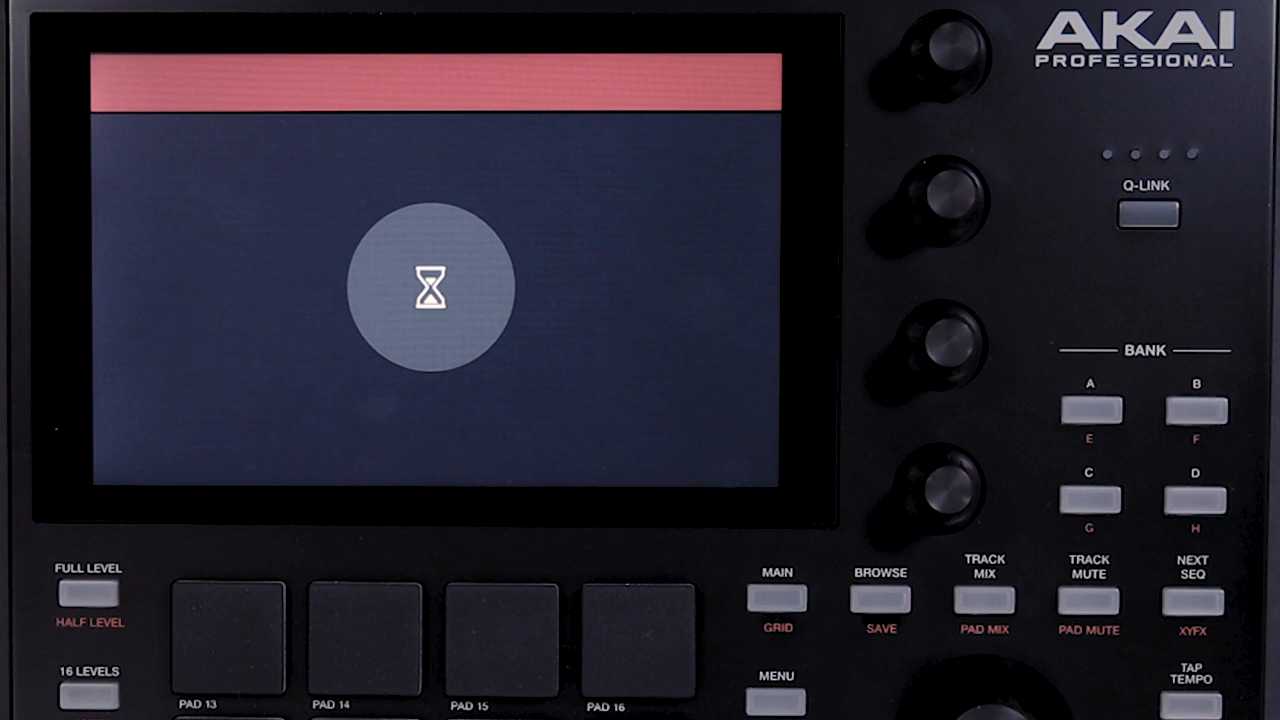 AKAI
PROFESSIONAL
Q-LINK
BANK
A B
E F
C D
G H
FULL LEVEL
HALF LEVEL
16 LEVELS
PAD 13 PAD 14 PAD 15 PAD 16
MAIN
GRID
BROWSE
SAVE
TRACK
MIX
PAD MIX
TRACK
MUTE
PAD MUTE
NEXT
SEQ
XYFX
MENU
TAP
TEMPO